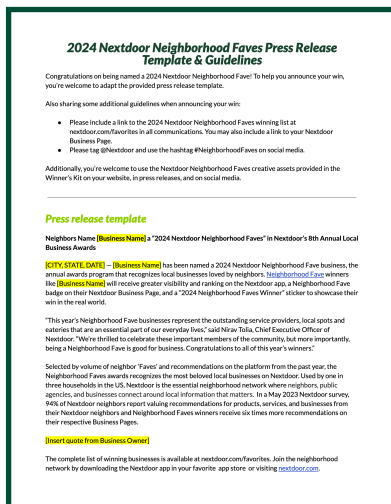 2024 Nextdoor Neighborhood Faves Press Release
Template & Guidelines
Congratulations on being named a 2024 Nextdoor Neighborhood Fave! To help you announce your win,
you're welcome to adapt the provided press release template.
Also sharing some additional guidelines when announcing your win:
● Please include a link to the 2024 Neighborhood Faves winning list at
nextdoor.com/favorites in all communications. You may also include a link to your Nextdoor
Business Page.
● Please tag @Nextdoor and use the hashtag #NeighborhoodFaves on social media.
Additionally, you're welcome to use the Nextdoor Neighborhood Faves creative assets provided in the
Winner's Kit on your website, in press releases, and on social media.
Press release template
Neighbors Name [Business Name] a "2024 Nextdoor Neighborhood Faves" in Nextdoor's 8th Annual Local
Business Awards
[CITY, STATE, DATE] — [Business Name] has been named a 2024 Nextdoor Neighborhood Fave Business, the
annual awards program that recognizes local businesses loved by neighbors. Neighborhood Fave winners
like [Business Name] will receive greater visibility and ranking on the Nextdoor app, a Neighborhood Fave
badge on their Nextdoor Business Page, and a "2024 Neighborhood Faves Winner" sticker to showcase their
win in the real world.
"This year's Neighborhood Fave businesses represent the outstanding service providers, local spots and
eateries that are an essential part of our everyday lives," said Nirav Tolia, Chief Executive Officer of
Nextdoor. "We're thrilled to celebrate these important members of the community, but more importantly,
being a Neighborhood Fave is good for business. Congratulations to all of this year's winners."
Selected by volume of neighbor 'Faves' and recommendations on the platform from the past year, the
Neighborhood Faves awards recognizes the most beloved local businesses on Nextdoor. Used by one in
three households in the US, Nextdoor is the essential neighborhood network where neighbors, public
agencies, and businesses connect around local information that matters. In a May 2023 Nextdoor survey,
94% of Nextdoor neighbors report valuing recommendations for products, services, and businesses from
their Nextdoor neighbors and Neighborhood Faves winners receive six times more recommendations on
their respective Business Pages.
[Insert quote from Business Owner]
The complete list of winning businesses is available at nextdoor.com/favorites. Join the neighborhood
network by downloading the Nextdoor app in your favorite app store or visiting nextdoor.com.